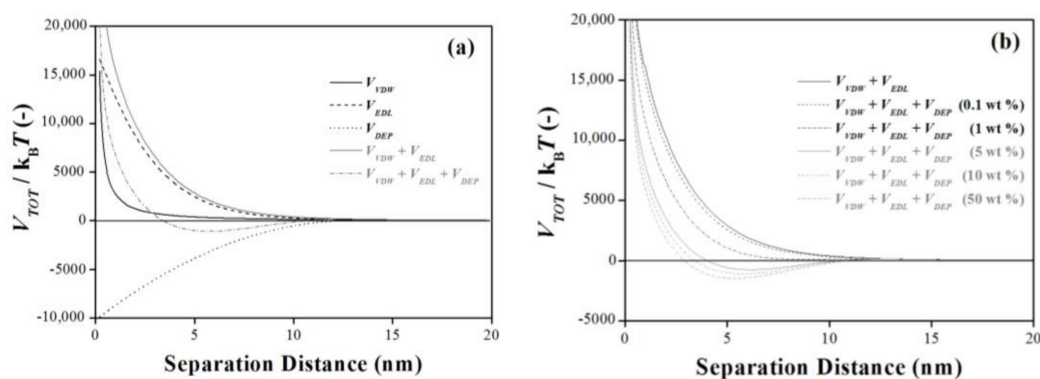 20,000
15,000
10,000
5000
0
-5000
-10,000
V_TOT / k_BT (-)
(a)
V_VDW
V_EDL
V_DEP
V_VDW + V_EDL
V_VDW + V_EDL + V_DEP
0 5 10 15 20
Separation Distance (nm)
20,000
15,000
10,000
5000
0
-5000
V_TOT / k_BT (-)
(b)
V_VDW + V_EDL
V_VDW + V_EDL + V_DEP (0.1 wt %)
V_VDW + V_EDL + V_DEP (1 wt %)
V_VDW + V_EDL + V_DEP (5 wt %)
V_VDW + V_EDL + V_DEP (10 wt %)
V_VDW + V_EDL + V_DEP (50 wt %)
0 5 10 15 20
Separation Distance (nm)